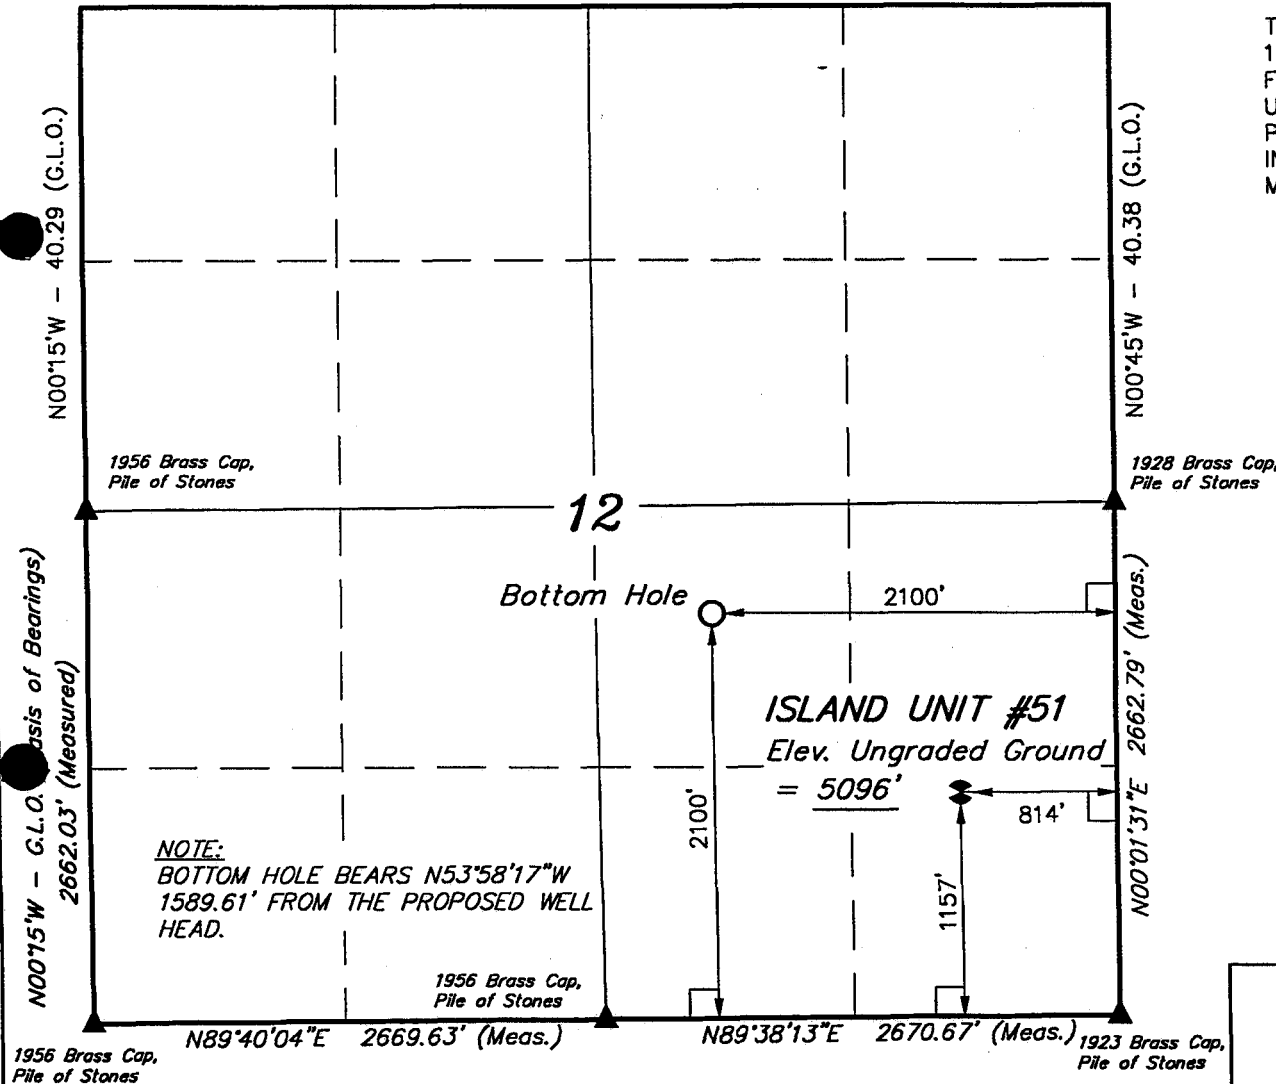 T
1
F
U
P
IN
M
N00°15'W - 40.29 (G.L.O.)
N00°45'W - 40.38 (G.L.O.)
1956 Brass Cap,
Pile of Stones
1928 Brass Cap,
Pile of Stones
12
Bottom Hole
2100'
ISLAND UNIT #51
Elev. Ungraded Ground
= 5096'
2100'
814'
1157'
N00°15'W - G.L.O. asis of Bearings)
2662.03' (Measured)
N00°01'31"E 2662.79' (Meas.)
NOTE:
BOTTOM HOLE BEARS N53°58'17"W
1589.61' FROM THE PROPOSED WELL
HEAD.
1956 Brass Cap,
Pile of Stones
N89°40'04"E 2669.63' (Meas.)
N89°38'13"E 2670.67' (Meas.)
1956 Brass Cap,
Pile of Stones
1923 Brass Cap,
Pile of Stones